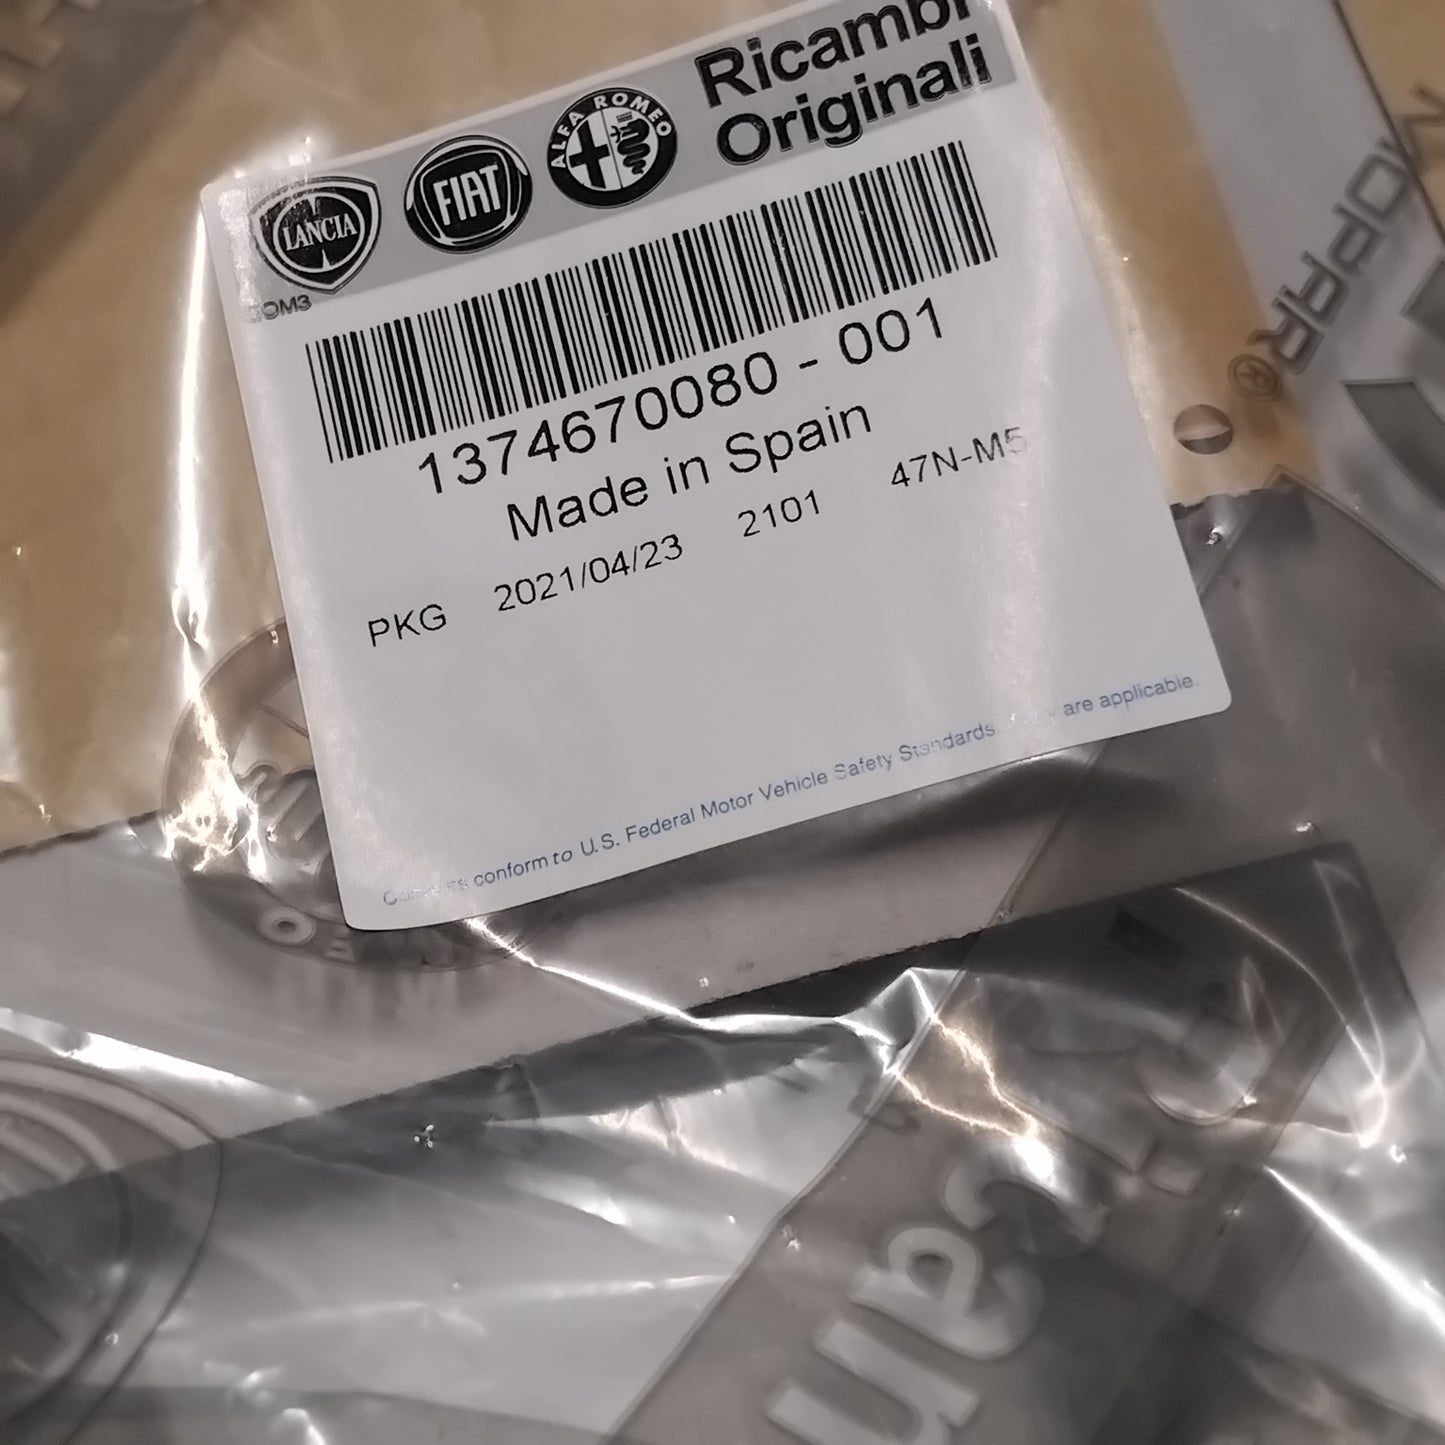 Ricambi
Originali
LANCIA
FIAT
ALFA ROMEO
1374670080 - 001
Made in Spain
PKG 2021/04/23 2101 47N-M5
conform to U.S. Federal Motor Vehicle Safety Standards are applicable.
MOPAR®